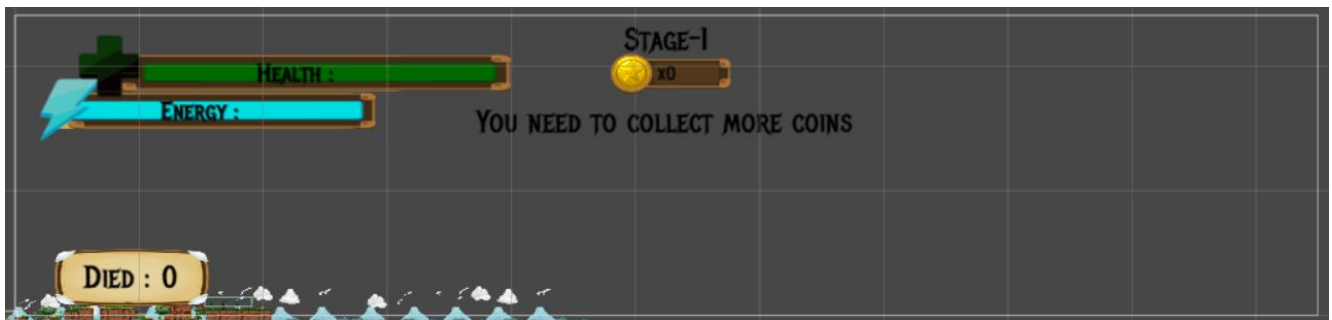 Stage-1
Health :
x0
Energy :
You need to collect more coins
Died : 0